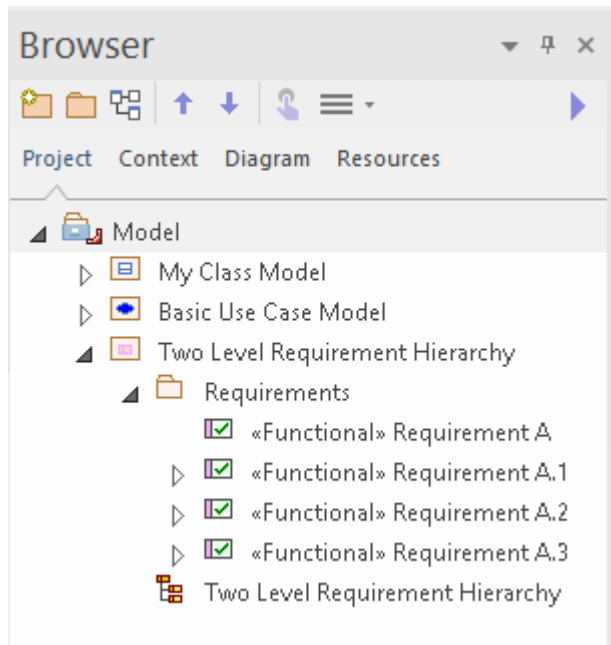 Browser
Project Context Diagram Resources
Model
My Class Model
Basic Use Case Model
Two Level Requirement Hierarchy
Requirements
«Functional» Requirement A
«Functional» Requirement A.1
«Functional» Requirement A.2
«Functional» Requirement A.3
Two Level Requirement Hierarchy